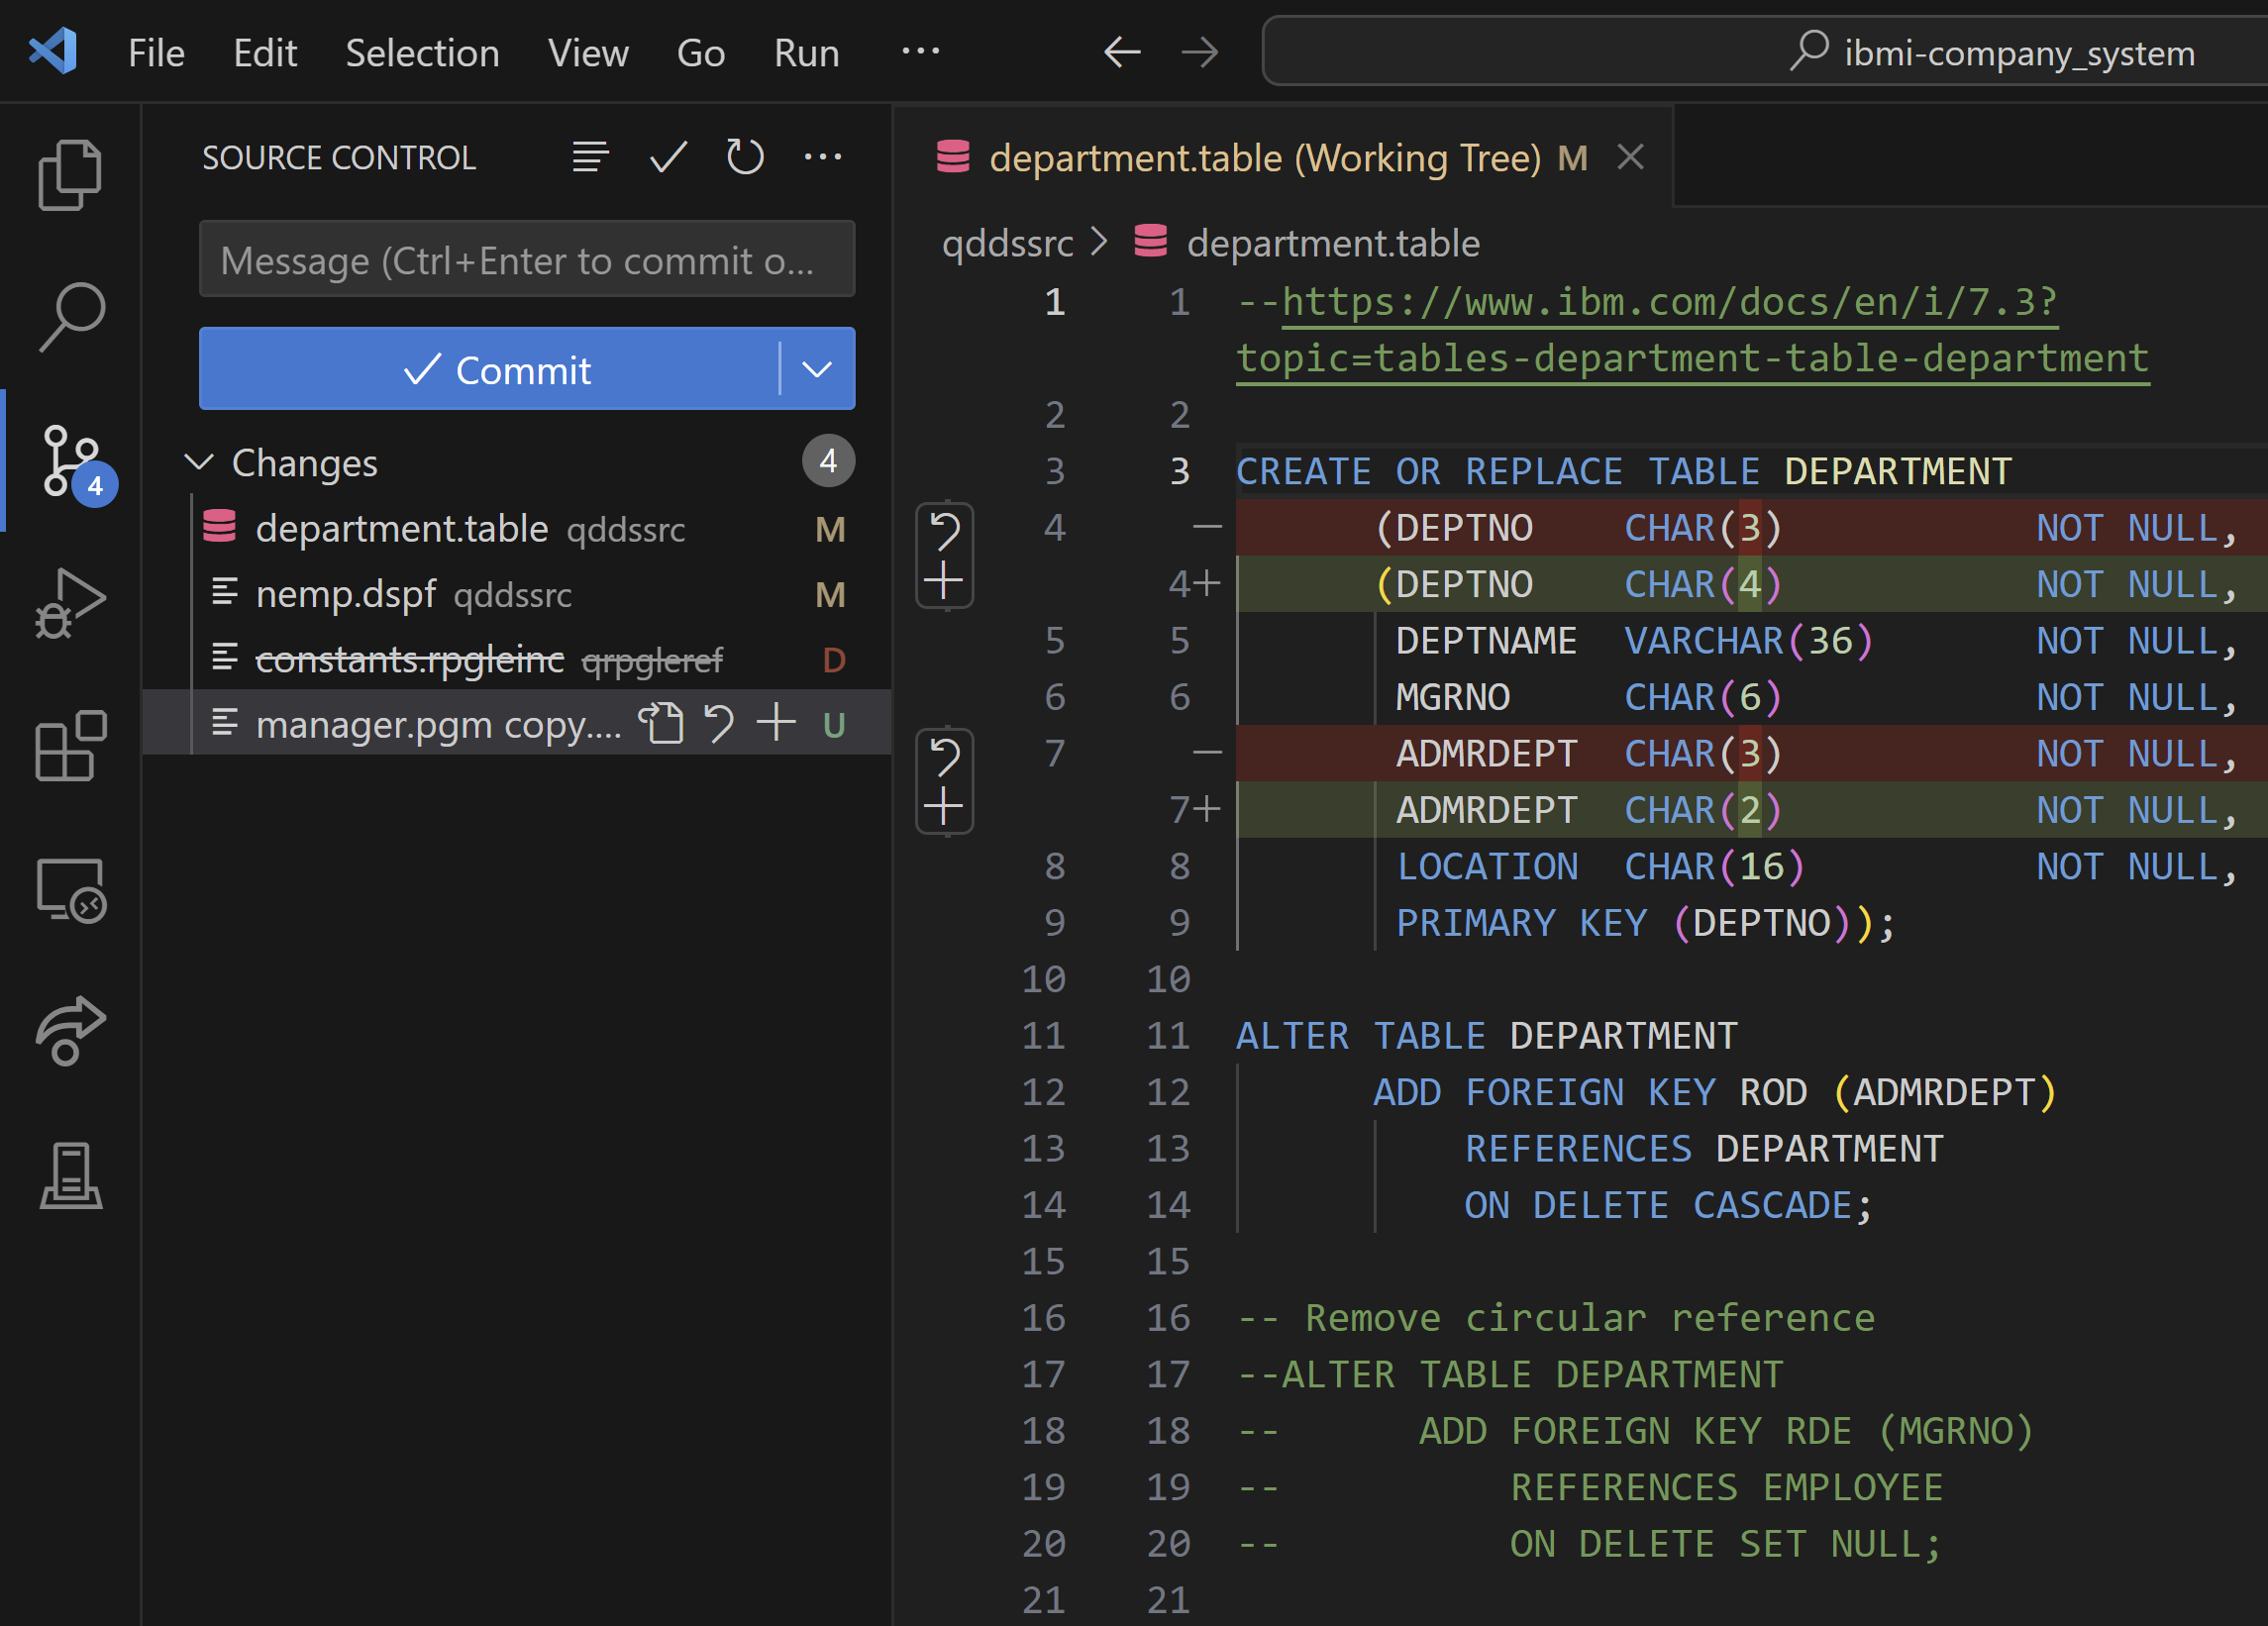 File Edit Selection View Go Run ... ibmi-company_system
SOURCE CONTROL
Message (Ctrl+Enter to commit o...
Commit
Changes 4
4
department.table qddssrc M
nemp.dspf qddssrc M
constants.rpgleinc qrpgleref D
manager.pgm copy.... U
department.table (Working Tree) M
qddssrc > department.table
1 1 --https://www.ibm.com/docs/en/i/7.3?
topic=tables-department-table-department
2 2
3 3 CREATE OR REPLACE TABLE DEPARTMENT
4 — (DEPTNO CHAR(3) NOT NULL,
4+ (DEPTNO CHAR(4) NOT NULL,
5 5 DEPTNAME VARCHAR(36) NOT NULL,
6 6 MGRNO CHAR(6) NOT NULL,
7 — ADMRDEPT CHAR(3) NOT NULL,
7+ ADMRDEPT CHAR(2) NOT NULL,
8 8 LOCATION CHAR(16) NOT NULL,
9 9 PRIMARY KEY (DEPTNO));
10 10
11 11 ALTER TABLE DEPARTMENT
12 12 ADD FOREIGN KEY ROD (ADMRDEPT)
13 13 REFERENCES DEPARTMENT
14 14 ON DELETE CASCADE;
15 15
16 16 -- Remove circular reference
17 17 --ALTER TABLE DEPARTMENT
18 18 -- ADD FOREIGN KEY RDE (MGRNO)
19 19 -- REFERENCES EMPLOYEE
20 20 -- ON DELETE SET NULL;
21 21